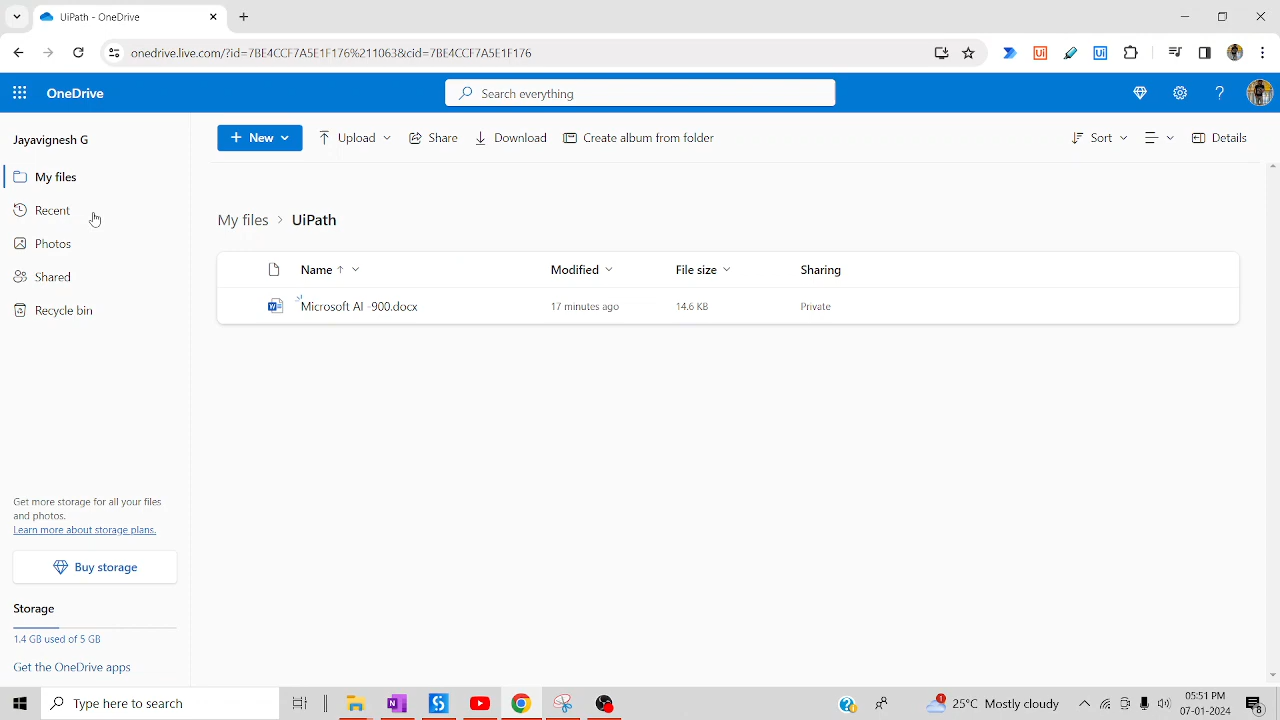 UiPath - OneDrive
onedrive.live.com/?id=7BE4CCF7A5E1F176%211063&cid=7BE4CCF7A5E1F176
OneDrive
Search everything
Jayavignesh G
New
Upload
Share
Download
Create album from folder
Sort
Details
My files
Recent
Photos
Shared
Recycle bin
My files > UiPath
Name Modified File size Sharing
Microsoft AI -900.docx 17 minutes ago 14.6 KB Private
Get more storage for all your files
and photos.
Learn more about storage plans.
Buy storage
Storage
1.4 GB used of 5 GB
Get the OneDrive apps
Type here to search
25°C Mostly cloudy
05:51 PM
07-01-2024